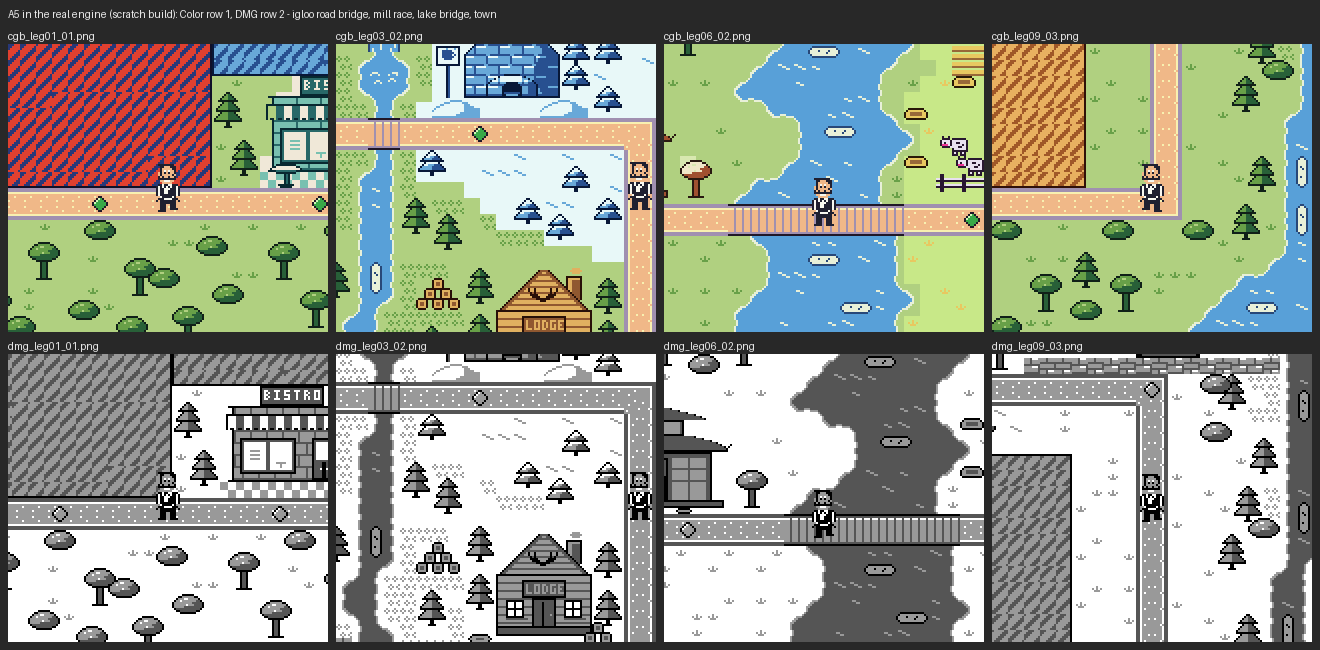 A5 in the real engine (scratch build): Color row 1, DMG row 2 - igloo road bridge, mill race, lake bridge, town
cgb_leg01_01.png
cgb_leg03_02.png
cgb_leg06_02.png
cgb_leg09_03.png
BIS
LODGE
dmg_leg01_01.png
dmg_leg03_02.png
dmg_leg06_02.png
dmg_leg09_03.png
BISTRO
LODGE